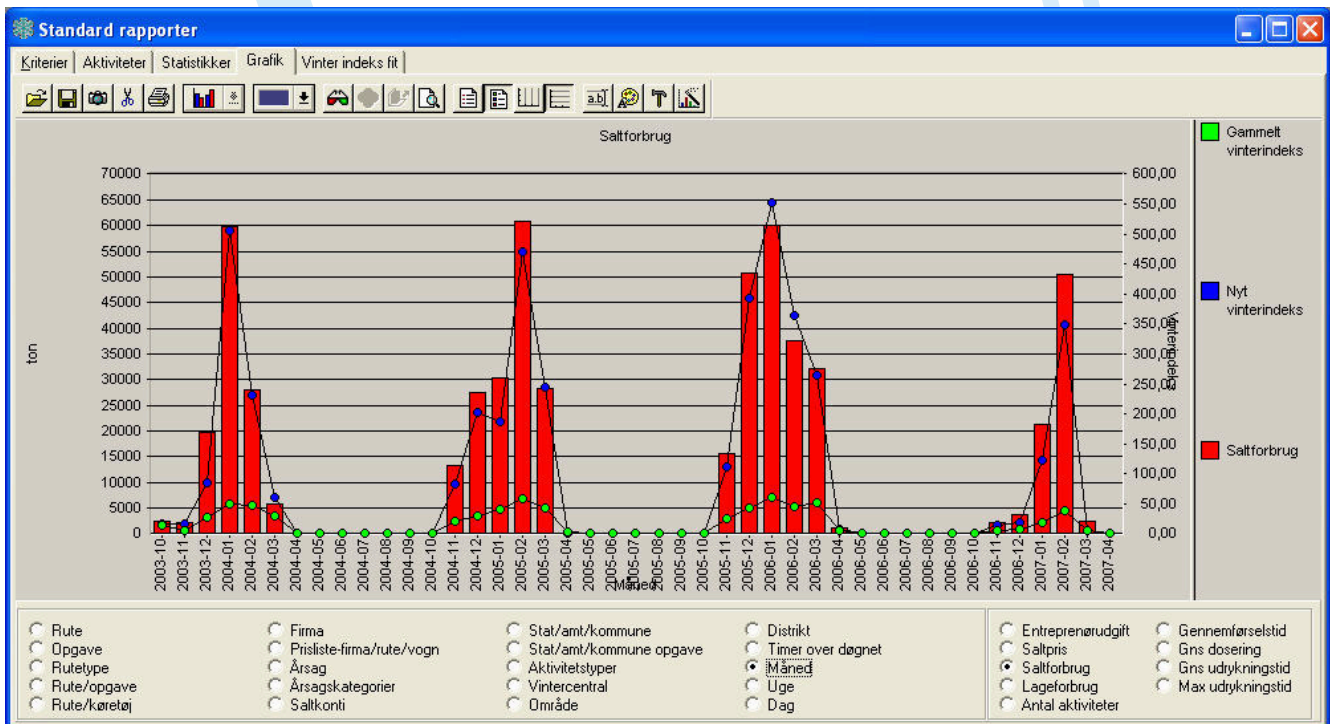 Standard rapporter
Kriterier Aktiviteter Statistikker Grafik Vinter indeks fit
Saltforbrug
70000
65000
60000
55000
50000
45000
40000
35000
30000
25000
20000
15000
10000
5000
0
ton
600,00
550,00
500,00
450,00
400,00
350,00
300,00
250,00
200,00
150,00
100,00
50,00
0,00
Vinterindeks
2003-10
2003-11
2003-12
2004-01
2004-02
2004-03
2004-04
2004-05
2004-06
2004-07
2004-08
2004-09
2004-10
2004-11
2004-12
2005-01
2005-02
2005-03
2005-04
2005-05
2005-06
2005-07
2005-08
2005-09
2005-10
2005-11
2005-12
2006-01
2006-02
2006-03
2006-04
2006-05
2006-06
2006-07
2006-08
2006-09
2006-10
2006-11
2006-12
2007-01
2007-02
2007-03
2007-04
Måned
Gammelt
vinterindeks
Nyt
vinterindeks
Saltforbrug
Rute
Opgave
Rutetype
Rute/opgave
Rute/køretøj
Firma
Prisliste-firma/rute/vogn
Årsag
Årsagskategorier
Saltkonti
Stat/amt/kommune
Stat/amt/kommune opgave
Aktivitetstyper
Vintercentral
Område
Distrikt
Timer over døgnet
Måned
Uge
Dag
Entreprenørudgift
Saltpris
Saltforbrug
Lageforbrug
Antal aktiviteter
Gennemførselstid
Gns dosering
Gns udrykningstid
Max udrykningstid